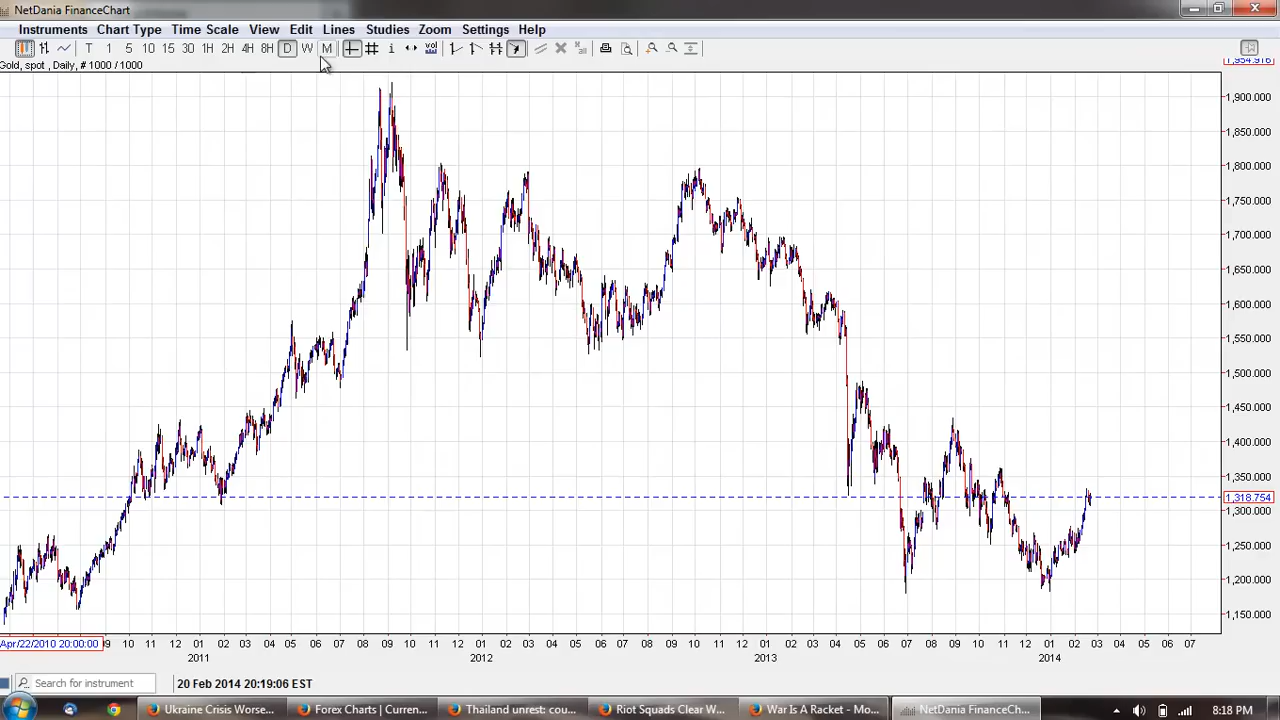 NetDania FinanceChart
Instruments Chart Type Time Scale View Edit Lines Studies Zoom Settings Help
T 1 5 10 15 30 1H 2H 4H 8H D W M i vol
Gold, spot , Daily, # 1000 / 1000
1,954.916
1,900.000
1,850.000
1,800.000
1,750.000
1,700.000
1,650.000
1,600.000
1,550.000
1,500.000
1,450.000
1,400.000
1,350.000
1,318.754
1,300.000
1,250.000
1,200.000
1,150.000
Apr/22/2010 20:00:00 09 10 11 12 01 02 03 04 05 06 07 08 09 10 11 12 01 02 03 04 05 06 07 08 09 10 11 12 01 02 03 04 05 06 07 08 09 10 11 12 01 02 03 04 05 06 07
2011 2012 2013 2014
Search for instrument 20 Feb 2014 20:19:06 EST
Ukraine Crisis Worse... Forex Charts | Curren... Thailand unrest: cou... Riot Squads Clear W... War Is A Racket - Mo... NetDania FinanceCh... 8:18 PM